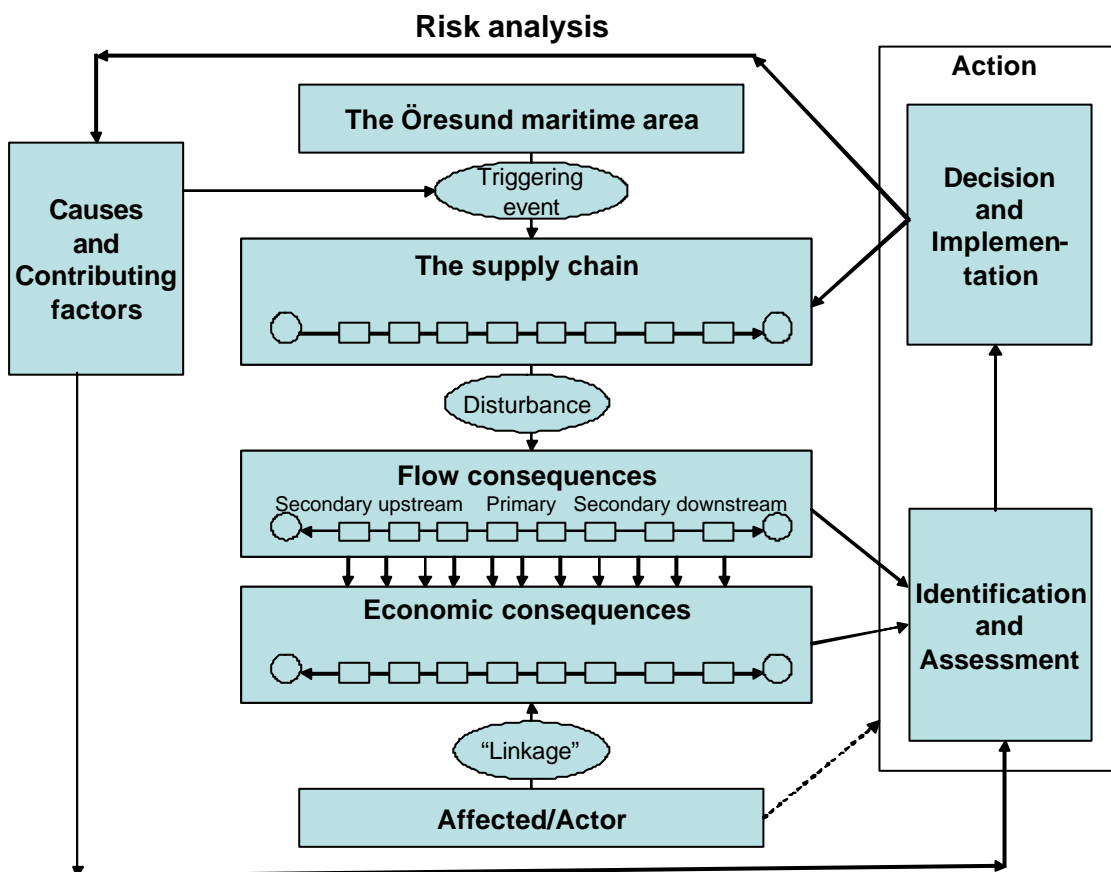 Risk analysis
Action
The Öresund maritime area
Triggering
event
Causes
and
Contributing
factors
Decision
and
Implemen-
tation
The supply chain
Disturbance
Flow consequences
Secondary upstream Primary Secondary downstream
Economic consequences
Identification
and
Assessment
“Linkage”
Affected/Actor